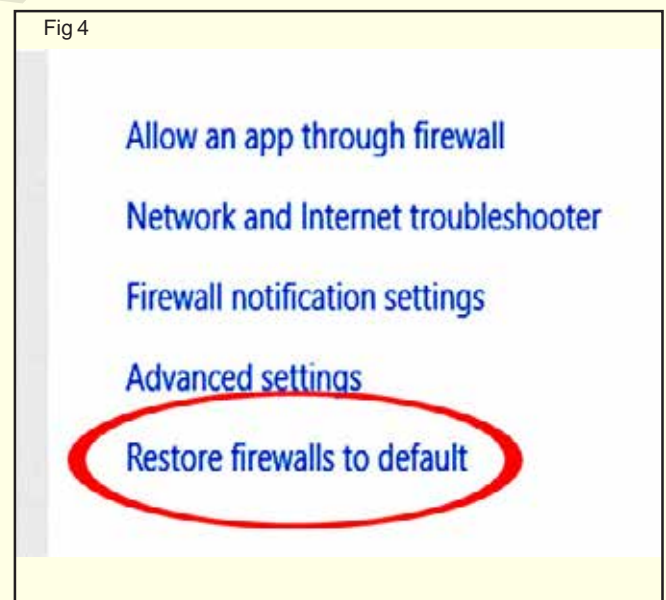 Fig 4
Allow an app through firewall
Network and Internet troubleshooter
Firewall notification settings
Advanced settings
Restore firewalls to default